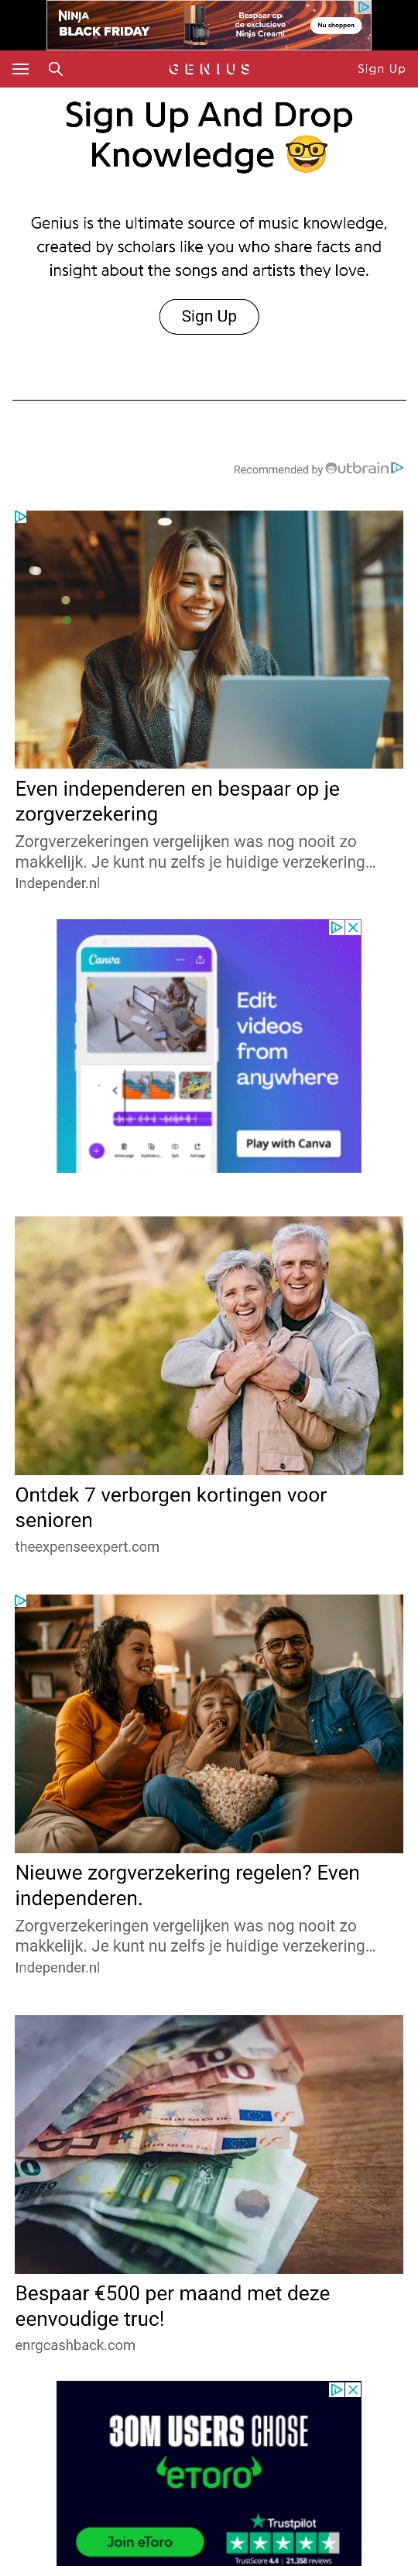 NINJA
BLACK FRIDAY
Bespaar op
de exclusieve
Ninja Creami
Nu shoppen
GENIUS
Sign Up
Sign Up And Drop
Knowledge 🤓
Genius is the ultimate source of music knowledge,
created by scholars like you who share facts and
insight about the songs and artists they love.
Sign Up
Recommended by Outbrain
Even independeren en bespaar op je
zorgverzekering
Zorgverzekeringen vergelijken was nog nooit zo
makkelijk. Je kunt nu zelfs je huidige verzekering...
Independer.nl
Canva
Edit
videos
from
anywhere
Play with Canva
Ontdek 7 verborgen kortingen voor
senioren
theexpenseexpert.com
Nieuwe zorgverzekering regelen? Even
independeren.
Zorgverzekeringen vergelijken was nog nooit zo
makkelijk. Je kunt nu zelfs je huidige verzekering...
Independer.nl
10
10
Bespaar €500 per maand met deze
eenvoudige truc!
enrgcashback.com
30M USERS CHOSE
eToro
Join eToro
Trustpilot
TrustScore 4.4 | 21,358 reviews